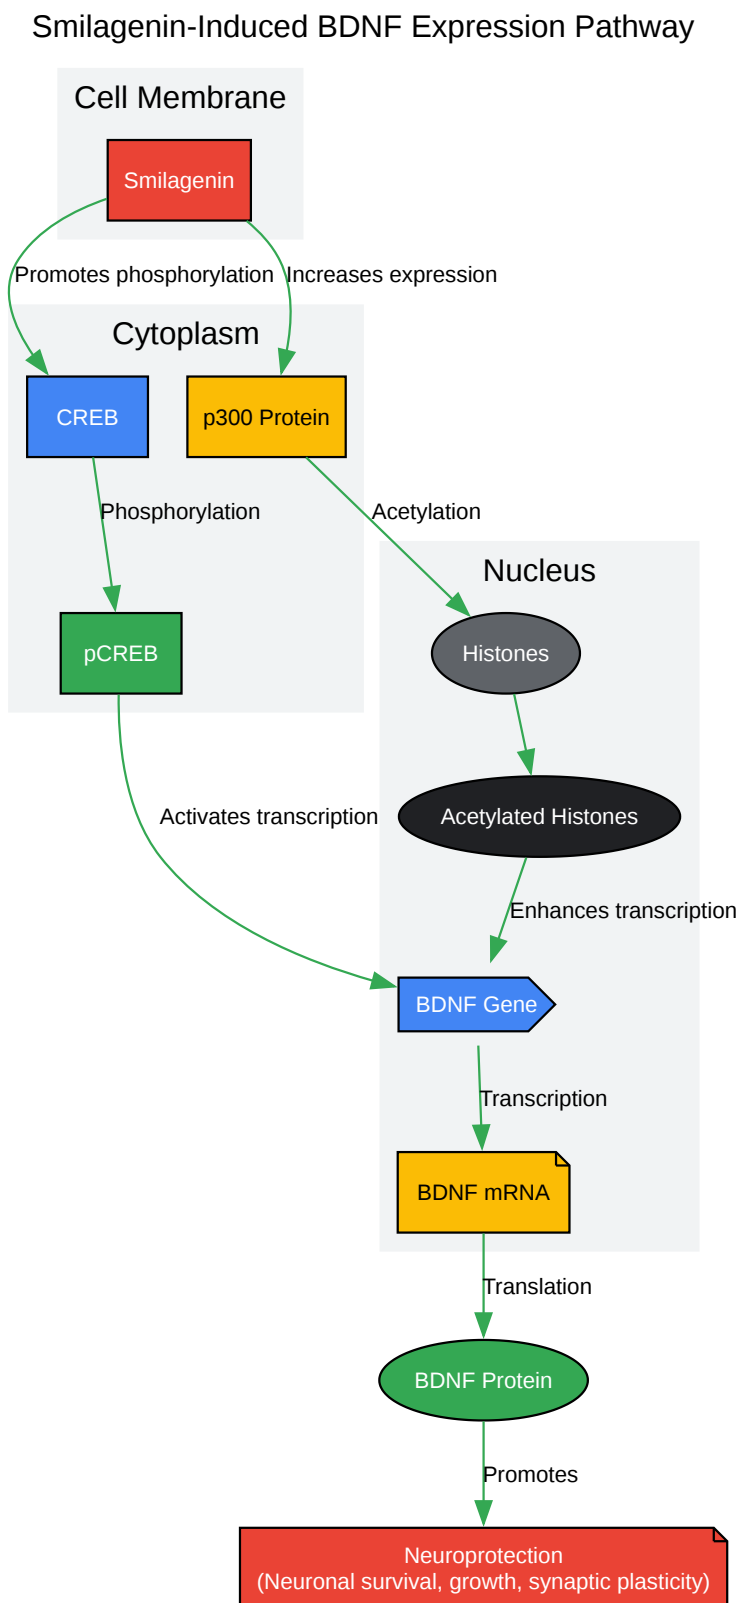 Smilagenin-Induced BDNF Expression Pathway
Cell Membrane
Smilagenin
Promotes phosphorylation
Increases expression
Cytoplasm
CREB
p300 Protein
Phosphorylation
Acetylation
Nucleus
pCREB
Histones
Activates transcription
Acetylated Histones
Enhances transcription
BDNF Gene
Transcription
BDNF mRNA
Translation
BDNF Protein
Promotes
Neuroprotection
(Neuronal survival, growth, synaptic plasticity)